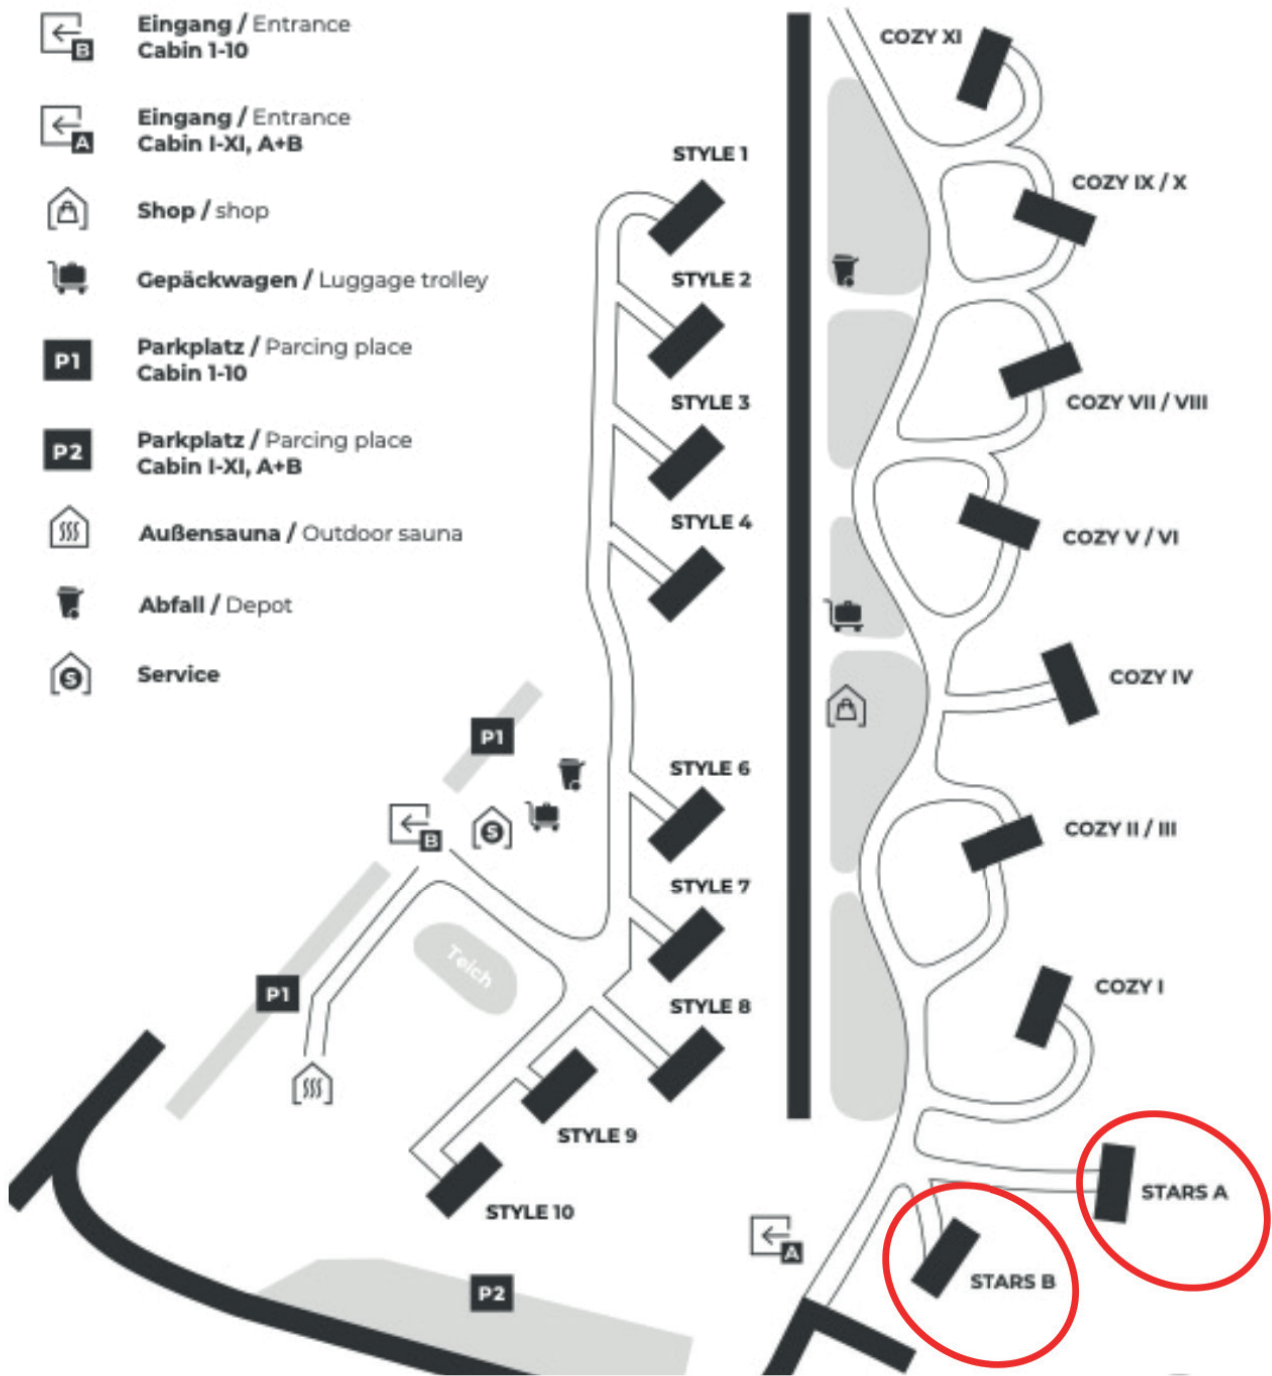 Eingang / Entrance
Cabin 1-10
B
Eingang / Entrance
Cabin I-XI, A+B
A
Shop / shop
Gepäckwagen / Luggage trolley
P1
Parkplatz / Parcing place
Cabin 1-10
P2
Parkplatz / Parcing place
Cabin I-XI, A+B
Außensauna / Outdoor sauna
Abfall / Depot
S
Service
STYLE 1
STYLE 2
STYLE 3
STYLE 4
STYLE 6
STYLE 7
STYLE 8
STYLE 9
STYLE 10
P1
B
S
Teich
P1
P2
A
COZY XI
COZY IX / X
COZY VII / VIII
COZY V / VI
COZY IV
COZY II / III
COZY I
STARS A
STARS B